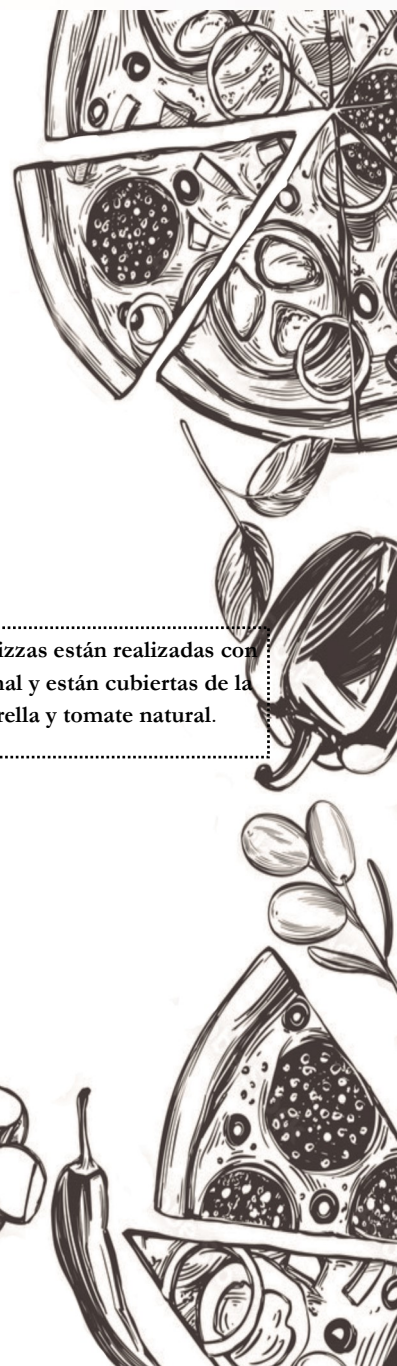 izzas están realizadas con
nal y están cubiertas de la
rella y tomate natural.